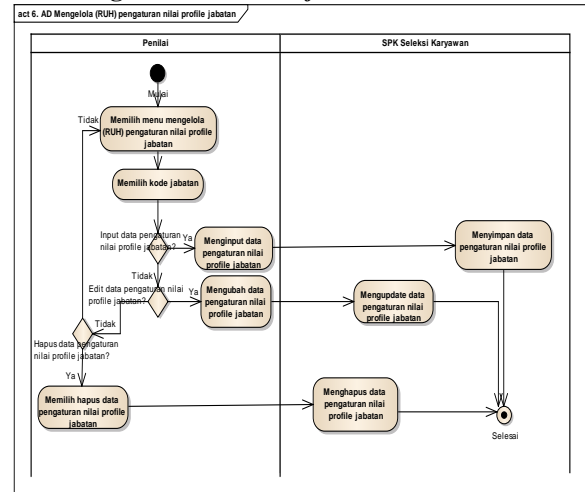 act 6. AD Mengelola (RUH) pengaturan nilai profile jabatan
Penilai
SPK Seleksi Karyawan
Mulai
Tidak
Memilih menu mengelola
(RUH) pengaturan nilai profile
jabatan
Memilih kode jabatan
Input data pengaturan
nilai profile jabatan?
Ya
Menginput data
pengaturan nilai
profile jabatan
Menyimpan data
pengaturan nilai profile
jabatan
Tidak
Edit data pengaturan nilai
profile jabatan?
Ya
Mengubah data
pengaturan nilai
profile jabatan
Mengupdate data
pengaturan nilai
profile jabatan
Tidak
Hapus data pengaturan
nilai profile jabatan?
Ya
Memilih hapus data
pengaturan nilai profile
jabatan
Menghapus data
pengaturan nilai
profile jabatan
Selesai